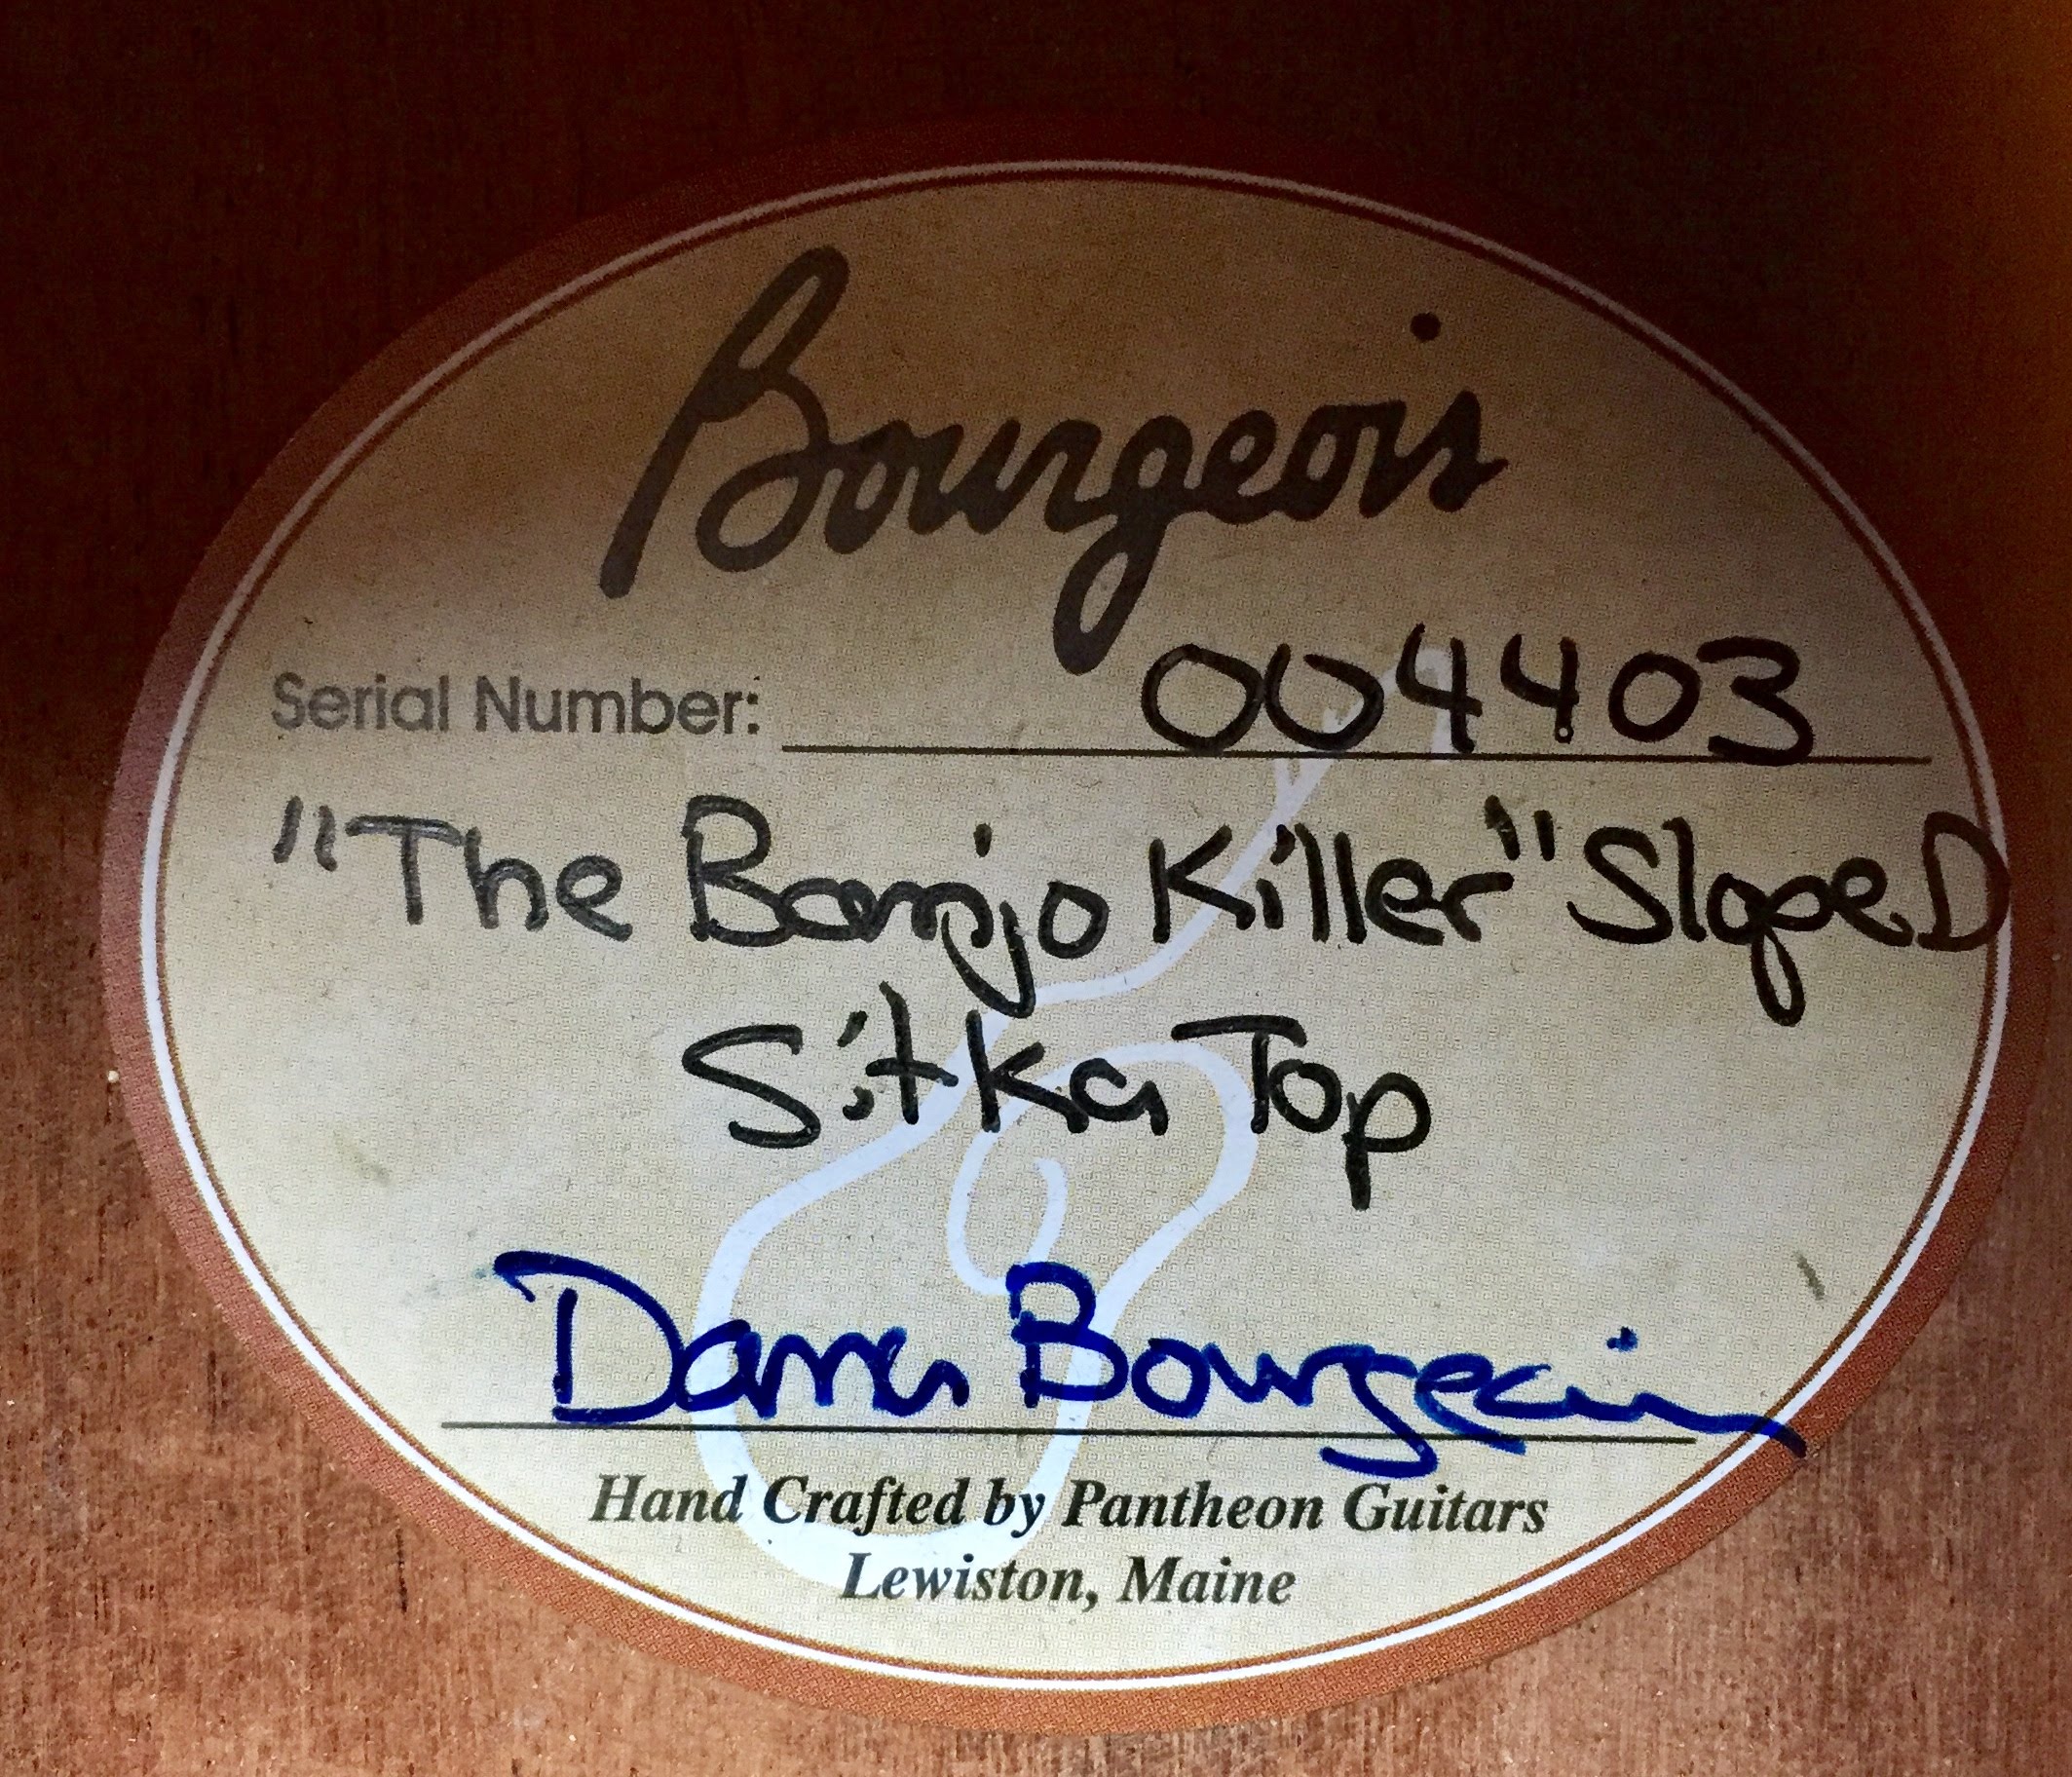 Bourgeois
Serial Number: 004403
"The Banjo Killer" Slope D
Sitka Top
Dana Bourgeois
Hand Crafted by Pantheon Guitars
Lewiston, Maine